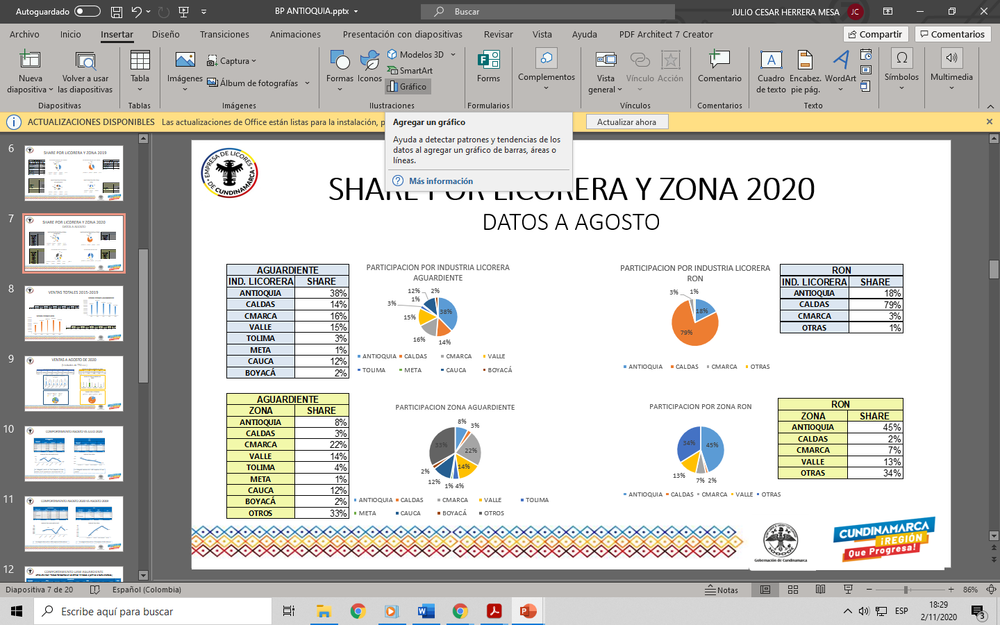 Autoguardado
BP ANTIOQUIA.pptx
Buscar
JULIO CESAR HERRERA MESA
JC
Archivo Inicio Insertar Diseño Transiciones Animaciones Presentación con diapositivas Revisar Vista Ayuda PDF Architect 7 Creator
Compartir
Comentarios
Nueva diapositiva
Volver a usar las diapositivas
Diapositivas
Tabla
Tablas
Imágenes
Captura
Álbum de fotografías
Imágenes
Formas
Iconos
Modelos 3D
SmartArt
Gráfico
Ilustraciones
Forms
Formularios
Complementos
Vista general
Vínculo
Acción
Vínculos
Comentario
Comentarios
Cuadro de texto
Encabez. pie pág.
WordArt
Texto
Símbolos
Multimedia
ACTUALIZACIONES DISPONIBLES Las actualizaciones de Office están listas para la instalación, p
Actualizar ahora
Agregar un gráfico
Ayuda a detectar patrones y tendencias de los
datos al agregar un gráfico de barras, áreas o
líneas.
Más información
6
SHARE POR LICORERA Y ZONA 2019
7
SHARE POR LICORERA Y ZONA 2020
DATOS A AGOSTO
8
VENTAS TOTALES 2015-2019
9
VENTAS A AGOSTO DE 2020
10
COMPORTAMIENTO AGOSTO VS JULIO 2020
11
COMPORTAMIENTO AGOSTO 2020 VS AGOSTO 2019
12
EMPRESA DE LICORES DE CUNDINAMARCA
SHARE POR LICORERA Y ZONA 2020
DATOS A AGOSTO
AGUARDIENTE
IND. LICORERA SHARE
ANTIOQUIA 38%
CALDAS 14%
CMARCA 16%
VALLE 15%
TOLIMA 3%
META 1%
CAUCA 12%
BOYACÁ 2%
PARTICIPACION POR INDUSTRIA LICORERA
AGUARDIENTE
12% 2%
1%
3%
38%
15%
16% 14%
ANTIOQUIA CALDAS CMARCA VALLE
TOLIMA META CAUCA BOYACÁ
PARTICIPACION POR INDUSTRIA LICORERA
RON
3% 1%
18%
79%
ANTIOQUIA CALDAS CMARCA OTRAS
RON
IND. LICORERA SHARE
ANTIOQUIA 18%
CALDAS 79%
CMARCA 3%
OTRAS 1%
AGUARDIENTE
ZONA SHARE
ANTIOQUIA 8%
CALDAS 3%
CMARCA 22%
VALLE 14%
TOLIMA 4%
META 1%
CAUCA 12%
BOYACÁ 2%
OTROS 33%
PARTICIPACION ZONA AGUARDIENTE
8% 3%
33%
22%
2%
14%
12% 1% 4%
ANTIOQUIA CALDAS CMARCA VALLE TOLIMA
META CAUCA BOYACÁ OTROS
PARTICIPACION POR ZONA RON
34% 45%
13%
7% 2%
ANTIOQUIA CALDAS CMARCA VALLE OTRAS
RON
ZONA SHARE
ANTIOQUIA 45%
CALDAS 2%
CMARCA 7%
VALLE 13%
OTRAS 34%
Gobernación de Cundinamarca
CUNDINAMARCA
¡REGIÓN
Que Progresa!
Diapositiva 7 de 20
Español (Colombia)
Notas
86%
Escribe aquí para buscar
ESP
18:29
2/11/2020
3